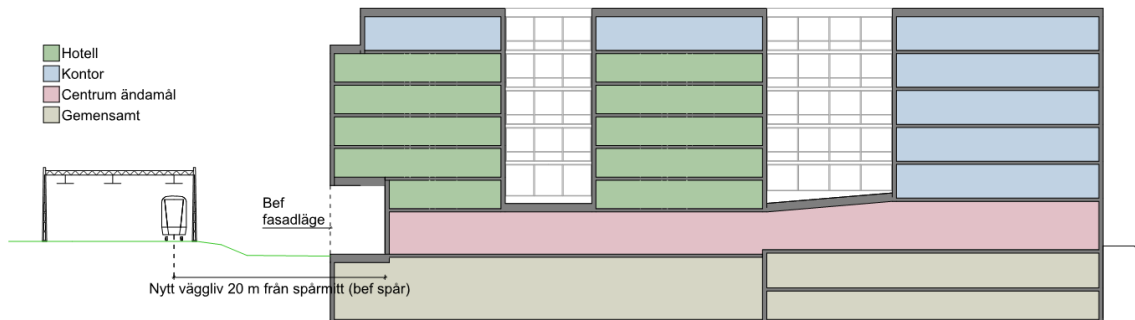 Hotell
Kontor
Centrum ändamål
Gemensamt
Bef
fasadläge
Nytt väggliv 20 m från spårmitt (bef spår)